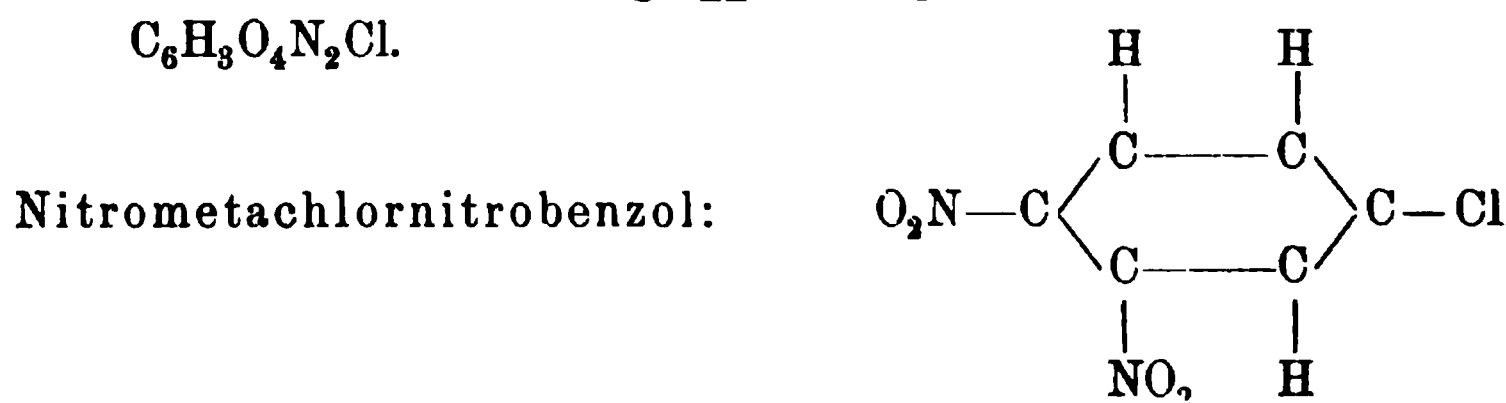 C₆H₃O₄N₂Cl.
H H
C C
Nitrometachlornitrobenzol: O₂N—C C—Cl
C C
NO₂ H